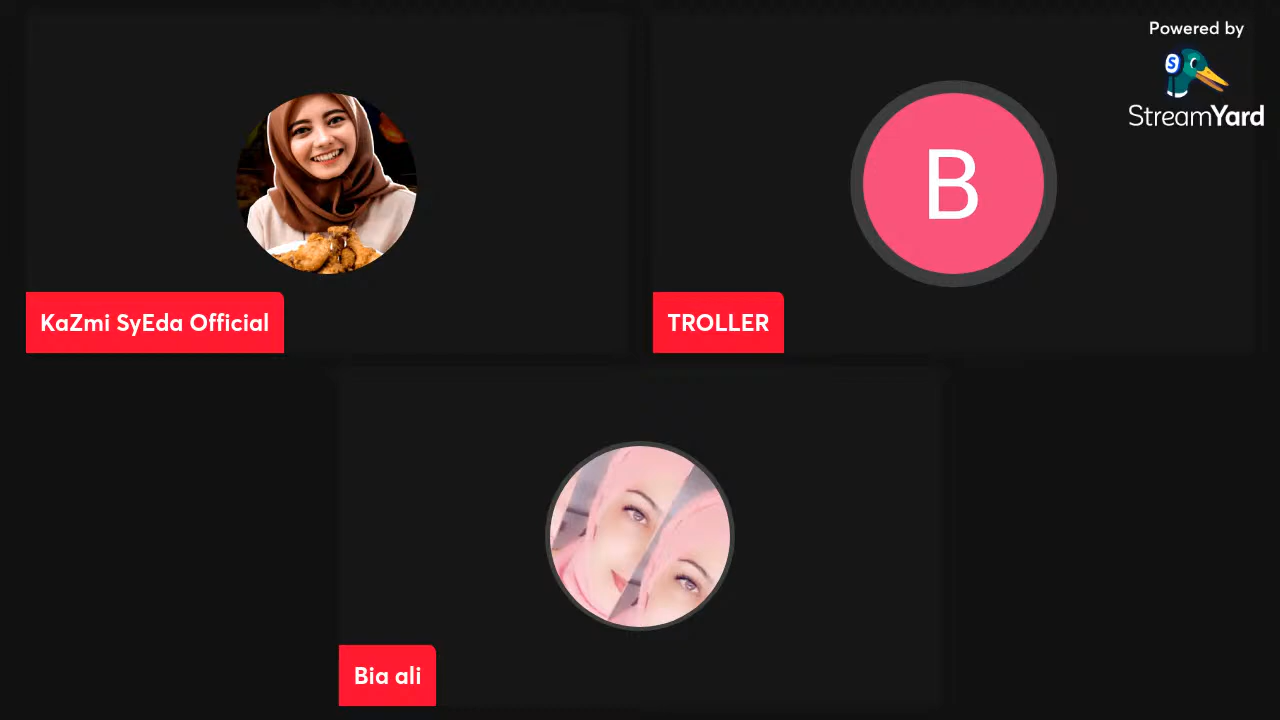 Powered by
S
StreamYard
B
KaZmi SyEda Official
TROLLER
Bia ali